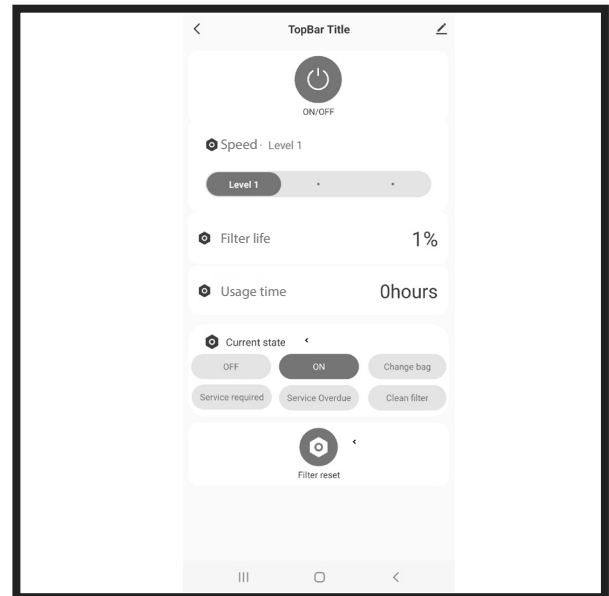 TopBar Title
ON/OFF
Speed · Level 1
Level 1
Filter life 1%
Usage time 0hours
Current state
OFF ON Change bag
Service required Service Overdue Clean filter
Filter reset